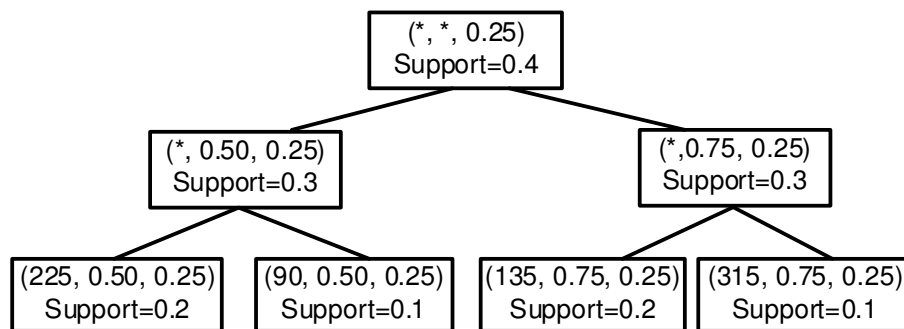 (*, *, 0.25)
Support=0.4
(*, 0.50, 0.25)
Support=0.3
(*,0.75, 0.25)
Support=0.3
(225, 0.50, 0.25)
Support=0.2
(90, 0.50, 0.25)
Support=0.1
(135, 0.75, 0.25)
Support=0.2
(315, 0.75, 0.25)
Support=0.1